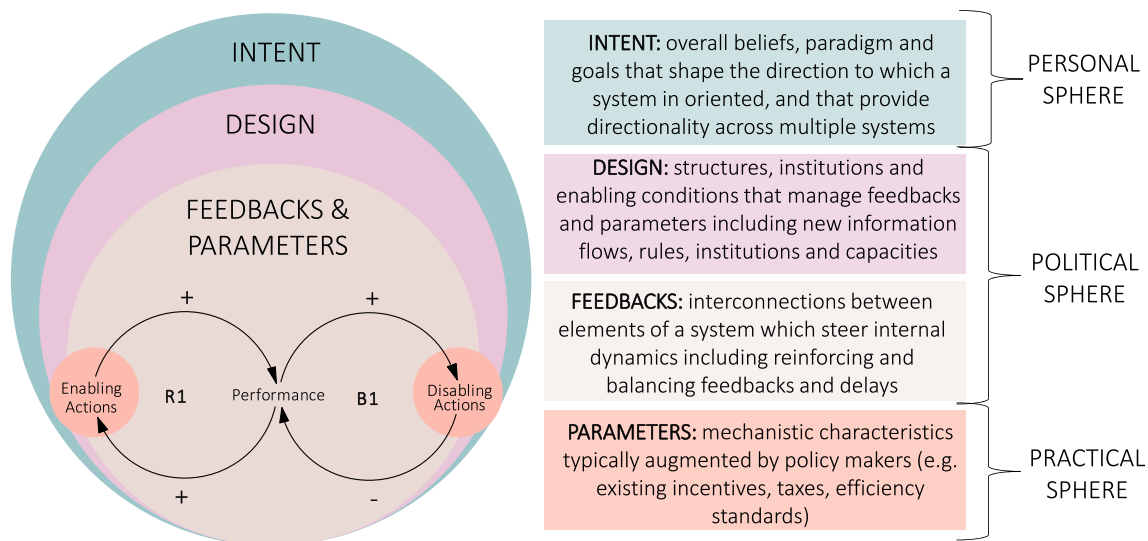 INTENT
DESIGN
FEEDBACKS &
PARAMETERS
+
+
Enabling
Actions
R1
Performance
B1
Disabling
Actions
+
-
INTENT: overall beliefs, paradigm and
goals that shape the direction to which a
system in oriented, and that provide
directionality across multiple systems
DESIGN: structures, institutions and
enabling conditions that manage feedbacks
and parameters including new information
flows, rules, institutions and capacities
FEEDBACKS: interconnections between
elements of a system which steer internal
dynamics including reinforcing and
balancing feedbacks and delays
PARAMETERS: mechanistic characteristics
typically augmented by policy makers (e.g.
existing incentives, taxes, efficiency
standards)
PERSONAL
SPHERE
POLITICAL
SPHERE
PRACTICAL
SPHERE